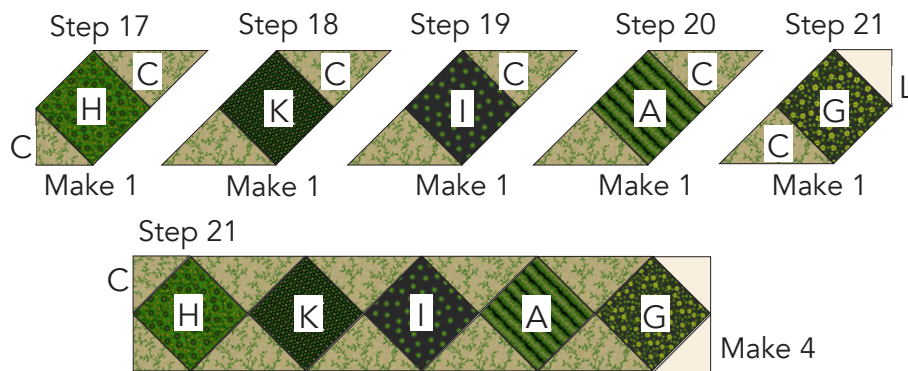 Step 17
Step 18
Step 19
Step 20
Step 21
C
C
C
C
H
K
I
A
G
L
C
C
Make 1
Make 1
Make 1
Make 1
Make 1
Step 21
C
H
K
I
A
G
Make 4